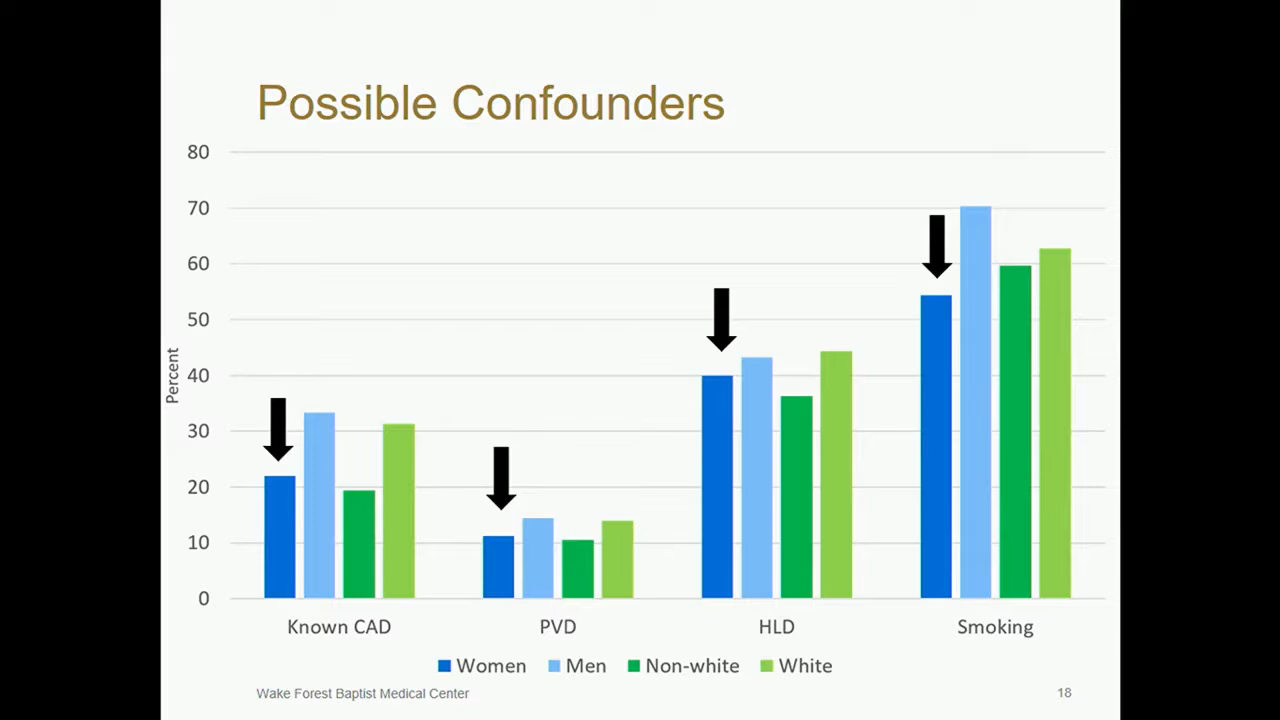 Possible Confounders
80
70
60
50
40
30
20
10
0
Percent
Known CAD PVD HLD Smoking
Women Men Non-white White
Wake Forest Baptist Medical Center 18